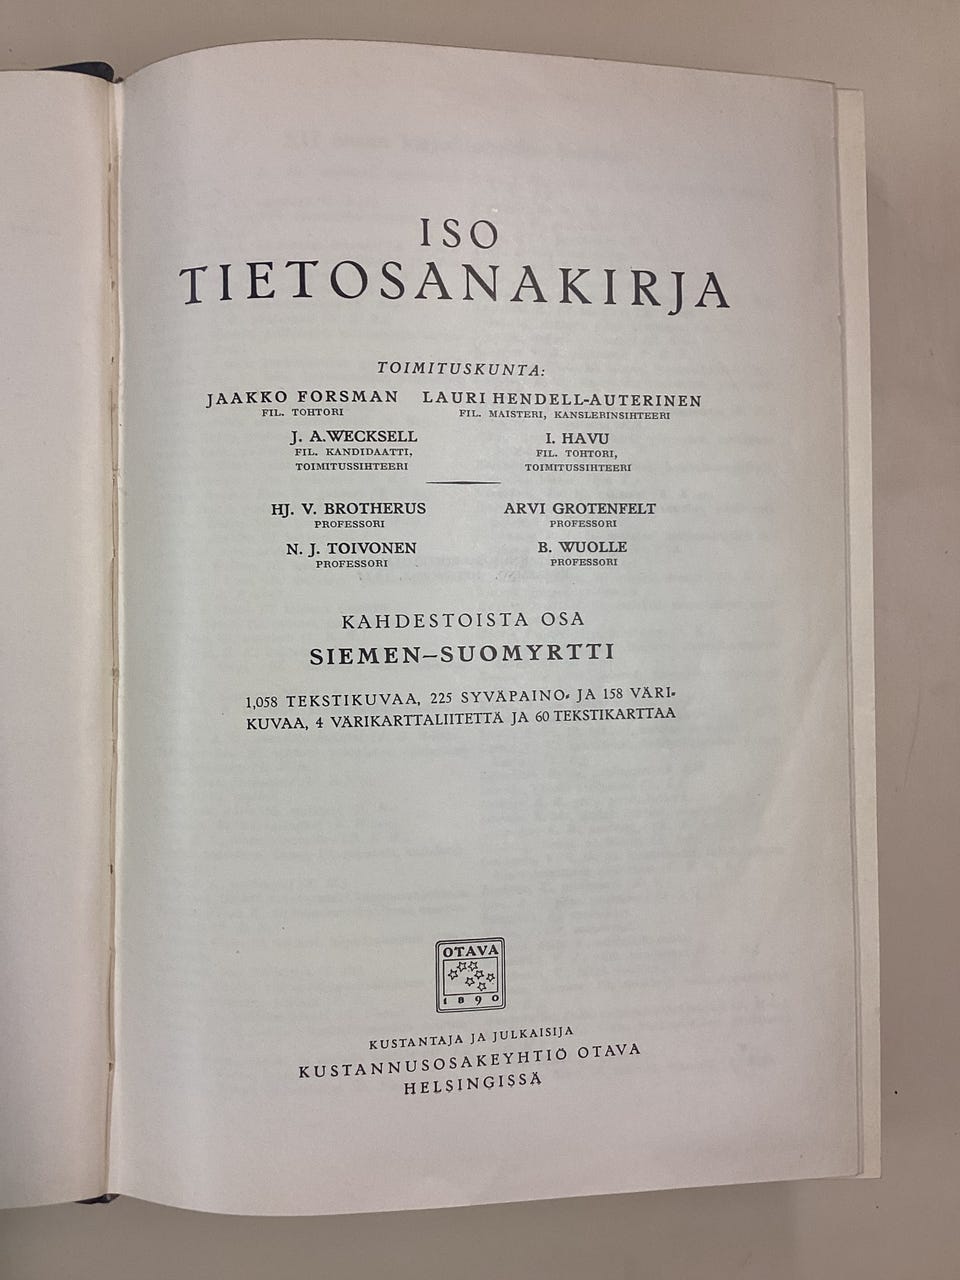 ISO
TIETOSANAKIRJA
TOIMITUSKUNTA:
JAAKKO FORSMAN LAURI HENDELL-AUTERINEN
FIL. TOHTORI FIL. MAISTERI, KANSLERINSIHTEERI
J. A. WECKSELL I. HAVU
FIL. KANDIDAATTI, FIL. TOHTORI,
TOIMITUSSIHTEERI TOIMITUSSIHTEERI
HJ. V. BROTHERUS ARVI GROTENFELT
PROFESSORI PROFESSORI
N. J. TOIVONEN B. WUOLLE
PROFESSORI PROFESSORI
KAHDESTOISTA OSA
SIEMEN—SUOMYRTTI
1,058 TEKSTIKUVAA, 225 SYVÄPAINO- JA 158 VÄRI-
KUVAA, 4 VÄRIKARTTALIITETTÄ JA 60 TEKSTIKARTTAA
OTAVA
1890
KUSTANTAJA JA JULKAISIJA
KUSTANNUSOSAKEYHTIÖ OTAVA
HELSINGISSÄ